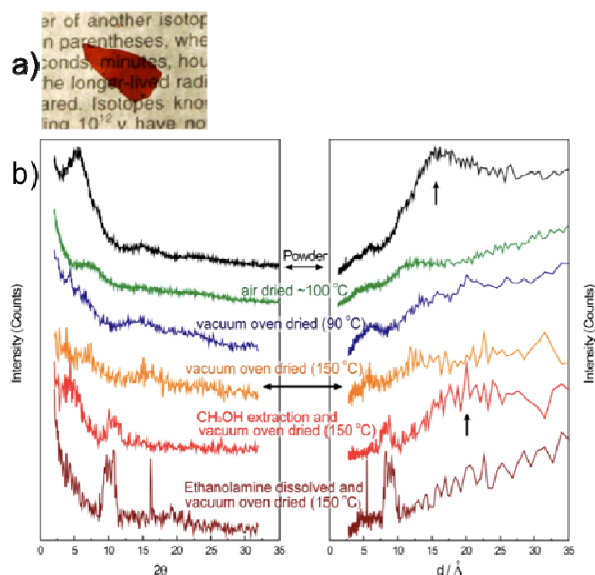 er of another isotop
n parentheses, whe
conds, minutes, hou
the longer-lived radi
ared. Isotopes kno
ling 10¹² y have no
a)
b)
Powder
air dried ~100 °C
vacuum oven dried (90 °C)
vacuum oven dried (150 °C)
CH₃OH extraction and
vacuum oven dried (150 °C)
Ethanolamine dissolved and
vacuum oven dried (150 °C)
Intensity (Counts)
Intensity (Counts)
0 5 10 15 20 25 30 35
0 5 10 15 20 25 30 35
2θ
d / Å